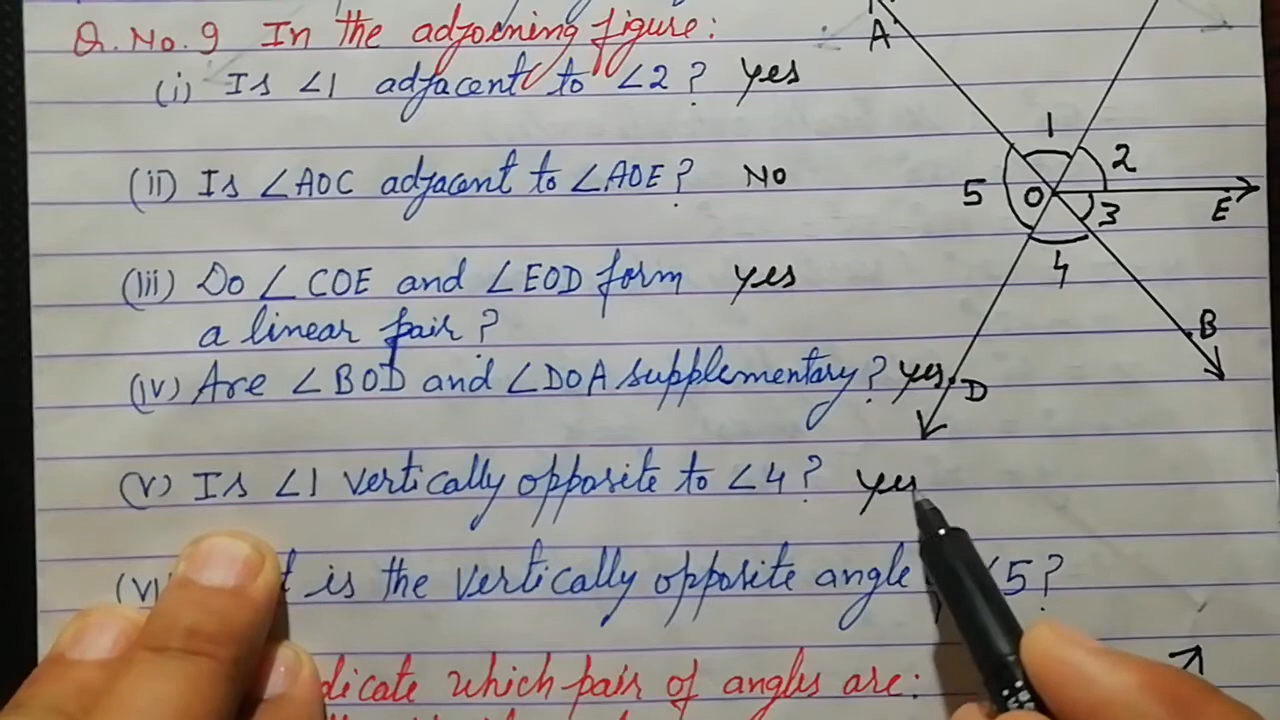 Q. No. 9 In the adjoining figure:
(i) Is ∠1 adjacent to ∠2? Yes
(ii) Is ∠AOC adjacent to ∠AOE? No
(iii) Do ∠COE and ∠EOD form yes
a linear pair?
(iv) Are ∠BOD and ∠DOA supplementary? yes
(v) Is ∠1 vertically opposite to ∠4? yes
is the vertically opposite angle ∠5?
dicate which pair of angles are:
A
1
2
5
O
3
E
4
B
D